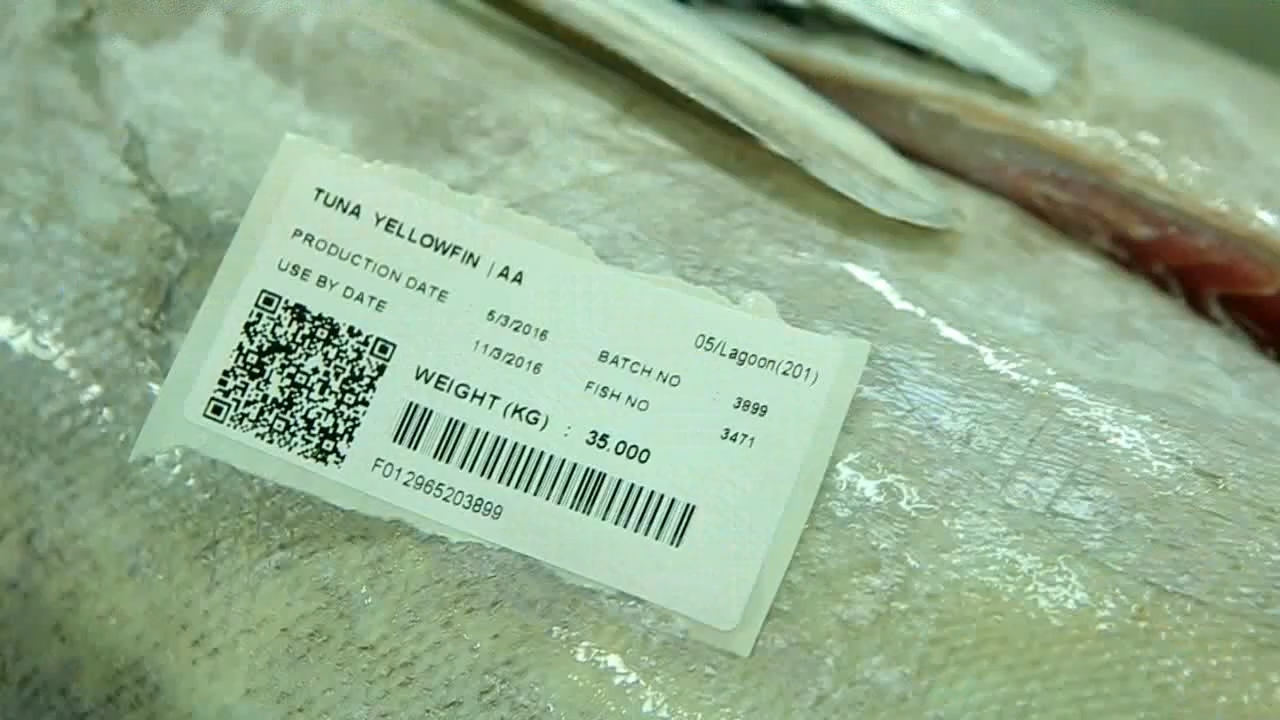 TUNA YELLOWFIN | AA
PRODUCTION DATE : 5/3/2016
05/Lagoon(201)
USE BY DATE : 11/3/2016
BATCH NO : 3899
FISH NO : 3471
WEIGHT (KG) : 35.000
F012965203899